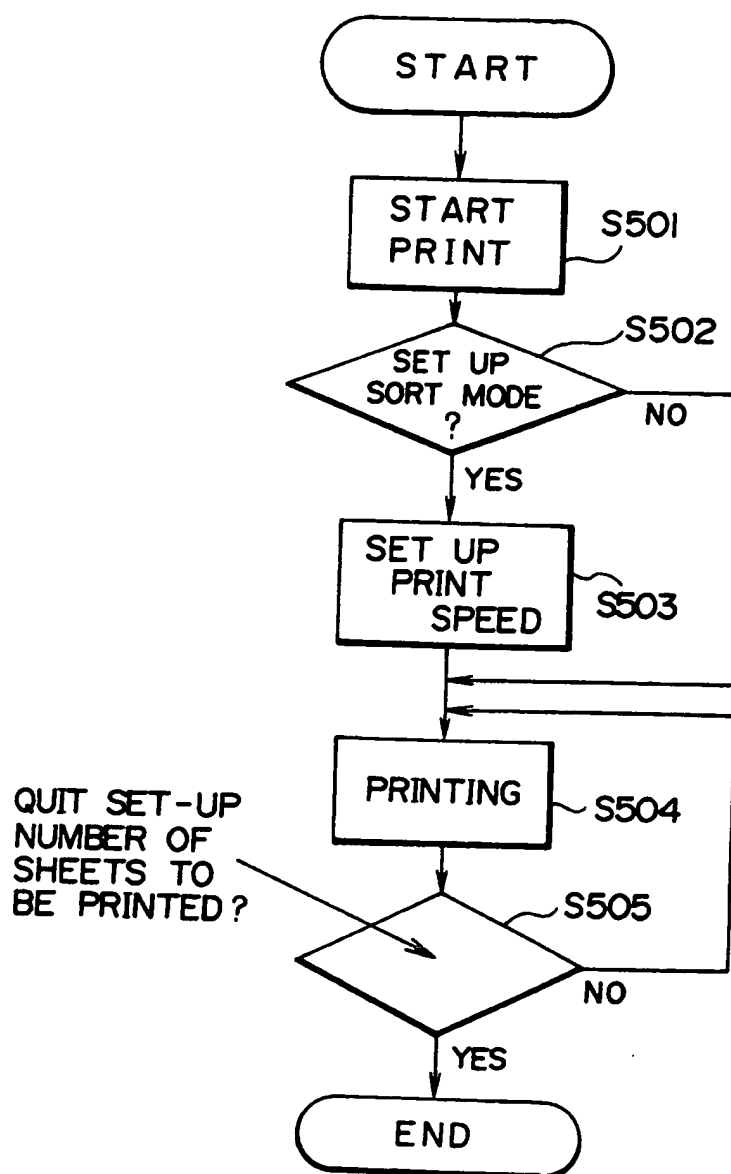 START
START
PRINT
S501
S502
SET UP
SORT MODE
?
NO
YES
SET UP
PRINT
SPEED
S503
PRINTING
S504
QUIT SET-UP
NUMBER OF
SHEETS TO
BE PRINTED?
S505
NO
YES
END